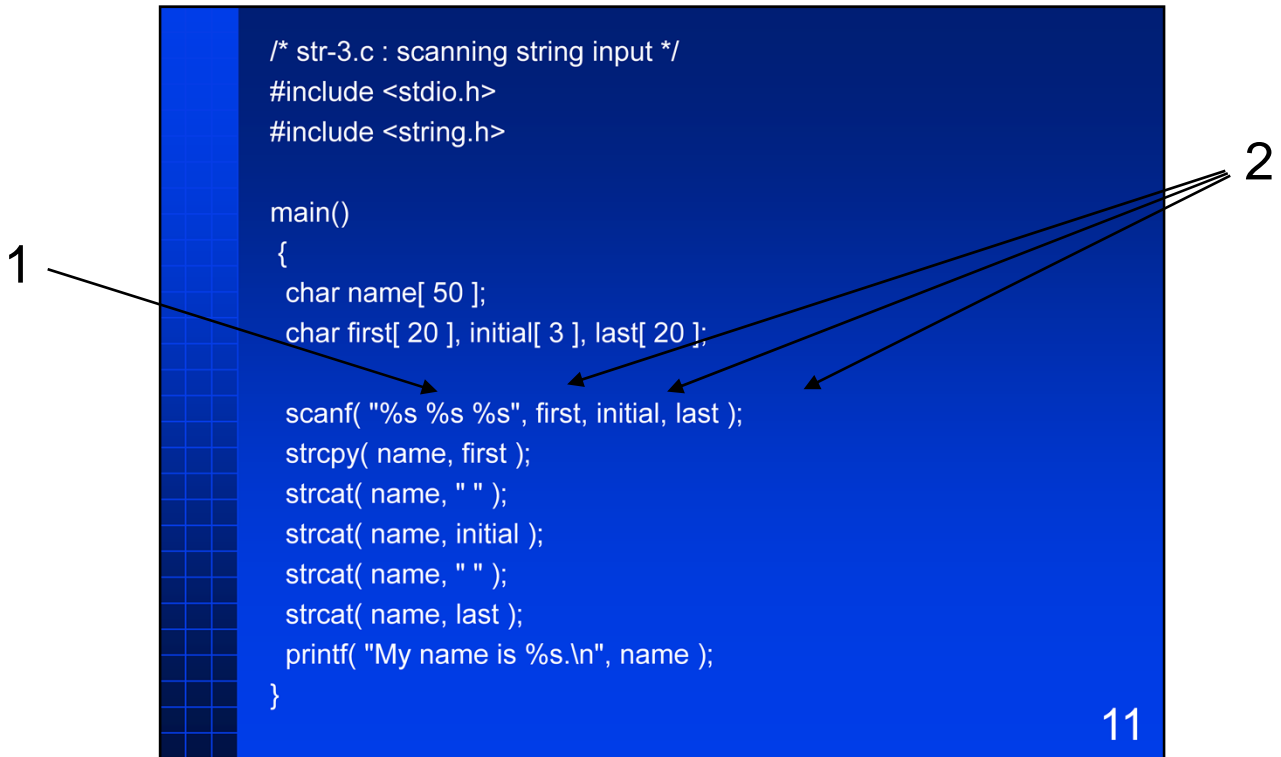 /* str-3.c : scanning string input */
#include <stdio.h>
#include <string.h>
main()
{
char name[ 50 ];
char first[ 20 ], initial[ 3 ], last[ 20 ];
scanf( "%s %s %s", first, initial, last );
strcpy( name, first );
strcat( name, " " );
strcat( name, initial );
strcat( name, " " );
strcat( name, last );
printf( "My name is %s.\n", name );
}
1
2
11